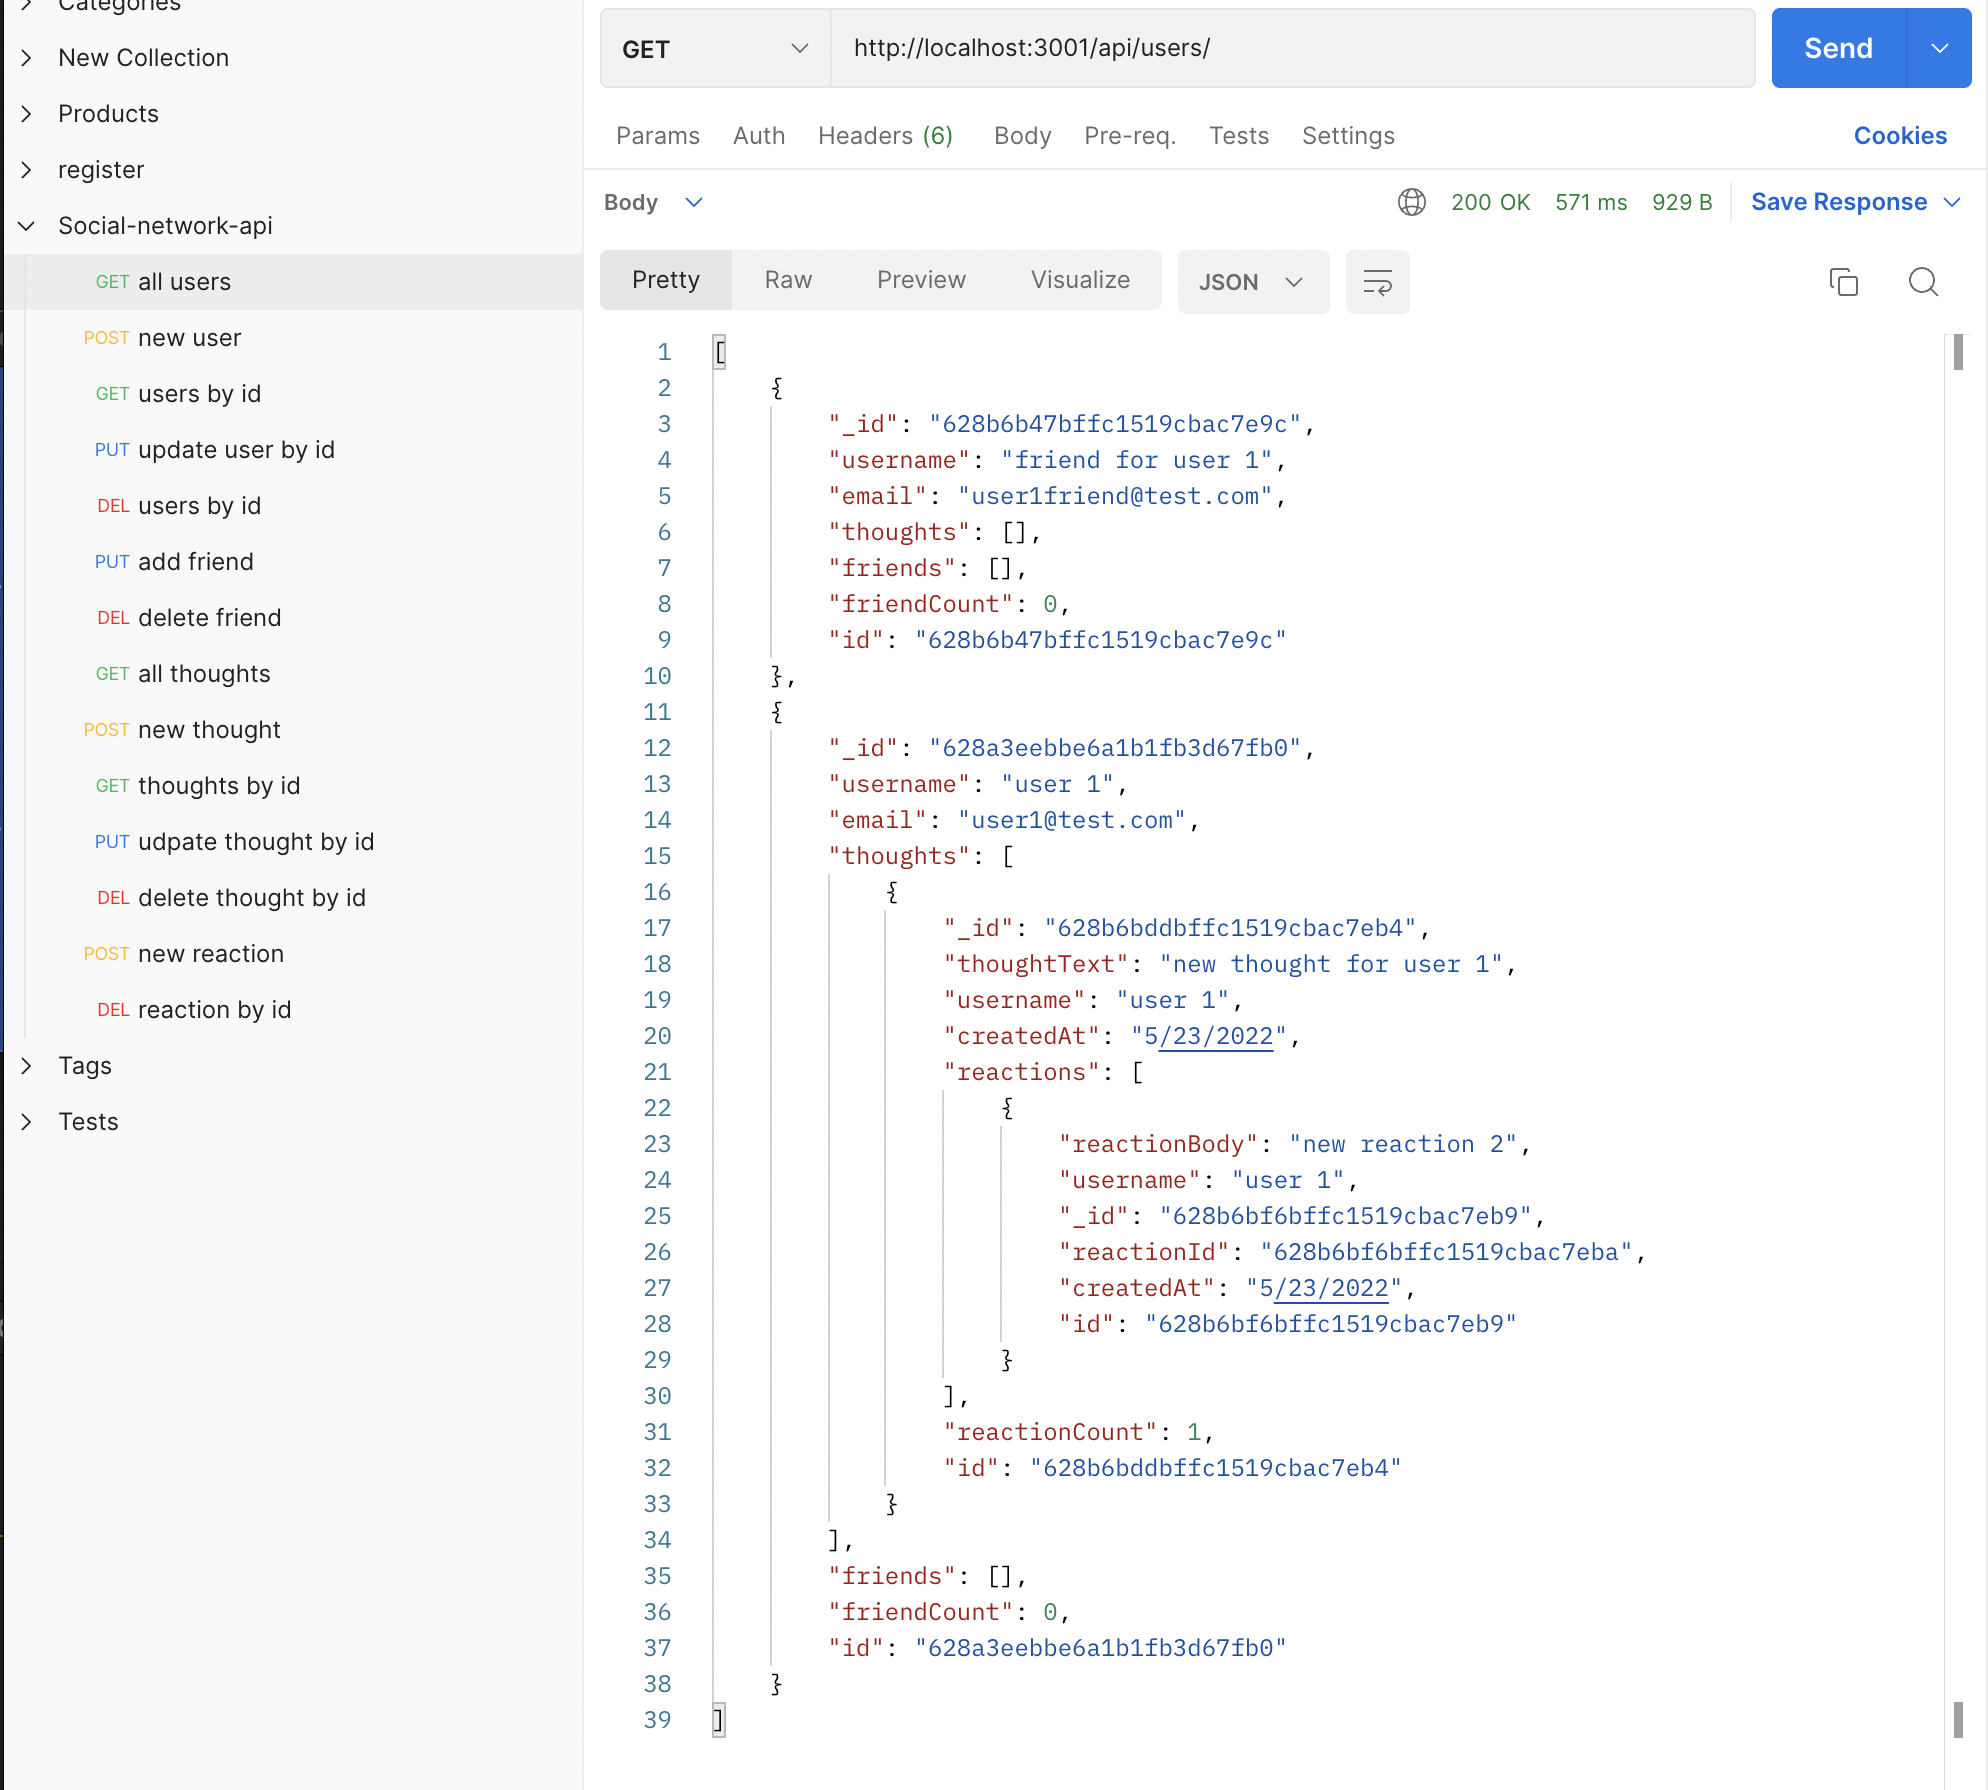 Categories
New Collection
Products
register
Social-network-api
GET all users
POST new user
GET users by id
PUT update user by id
DEL users by id
PUT add friend
DEL delete friend
GET all thoughts
POST new thought
GET thoughts by id
PUT udpate thought by id
DEL delete thought by id
POST new reaction
DEL reaction by id
Tags
Tests
GET http://localhost:3001/api/users/ Send
Params Auth Headers (6) Body Pre-req. Tests Settings Cookies
Body 200 OK 571 ms 929 B Save Response
Pretty Raw Preview Visualize JSON
1 [
2 {
3 "_id": "628b6b47bffc1519cbac7e9c",
4 "username": "friend for user 1",
5 "email": "user1friend@test.com",
6 "thoughts": [],
7 "friends": [],
8 "friendCount": 0,
9 "id": "628b6b47bffc1519cbac7e9c"
10 },
11 {
12 "_id": "628a3eebbe6a1b1fb3d67fb0",
13 "username": "user 1",
14 "email": "user1@test.com",
15 "thoughts": [
16 {
17 "_id": "628b6bddbffc1519cbac7eb4",
18 "thoughtText": "new thought for user 1",
19 "username": "user 1",
20 "createdAt": "5/23/2022",
21 "reactions": [
22 {
23 "reactionBody": "new reaction 2",
24 "username": "user 1",
25 "_id": "628b6bf6bffc1519cbac7eb9",
26 "reactionId": "628b6bf6bffc1519cbac7eba",
27 "createdAt": "5/23/2022",
28 "id": "628b6bf6bffc1519cbac7eb9"
29 }
30 ],
31 "reactionCount": 1,
32 "id": "628b6bddbffc1519cbac7eb4"
33 }
34 ],
35 "friends": [],
36 "friendCount": 0,
37 "id": "628a3eebbe6a1b1fb3d67fb0"
38 }
39 ]